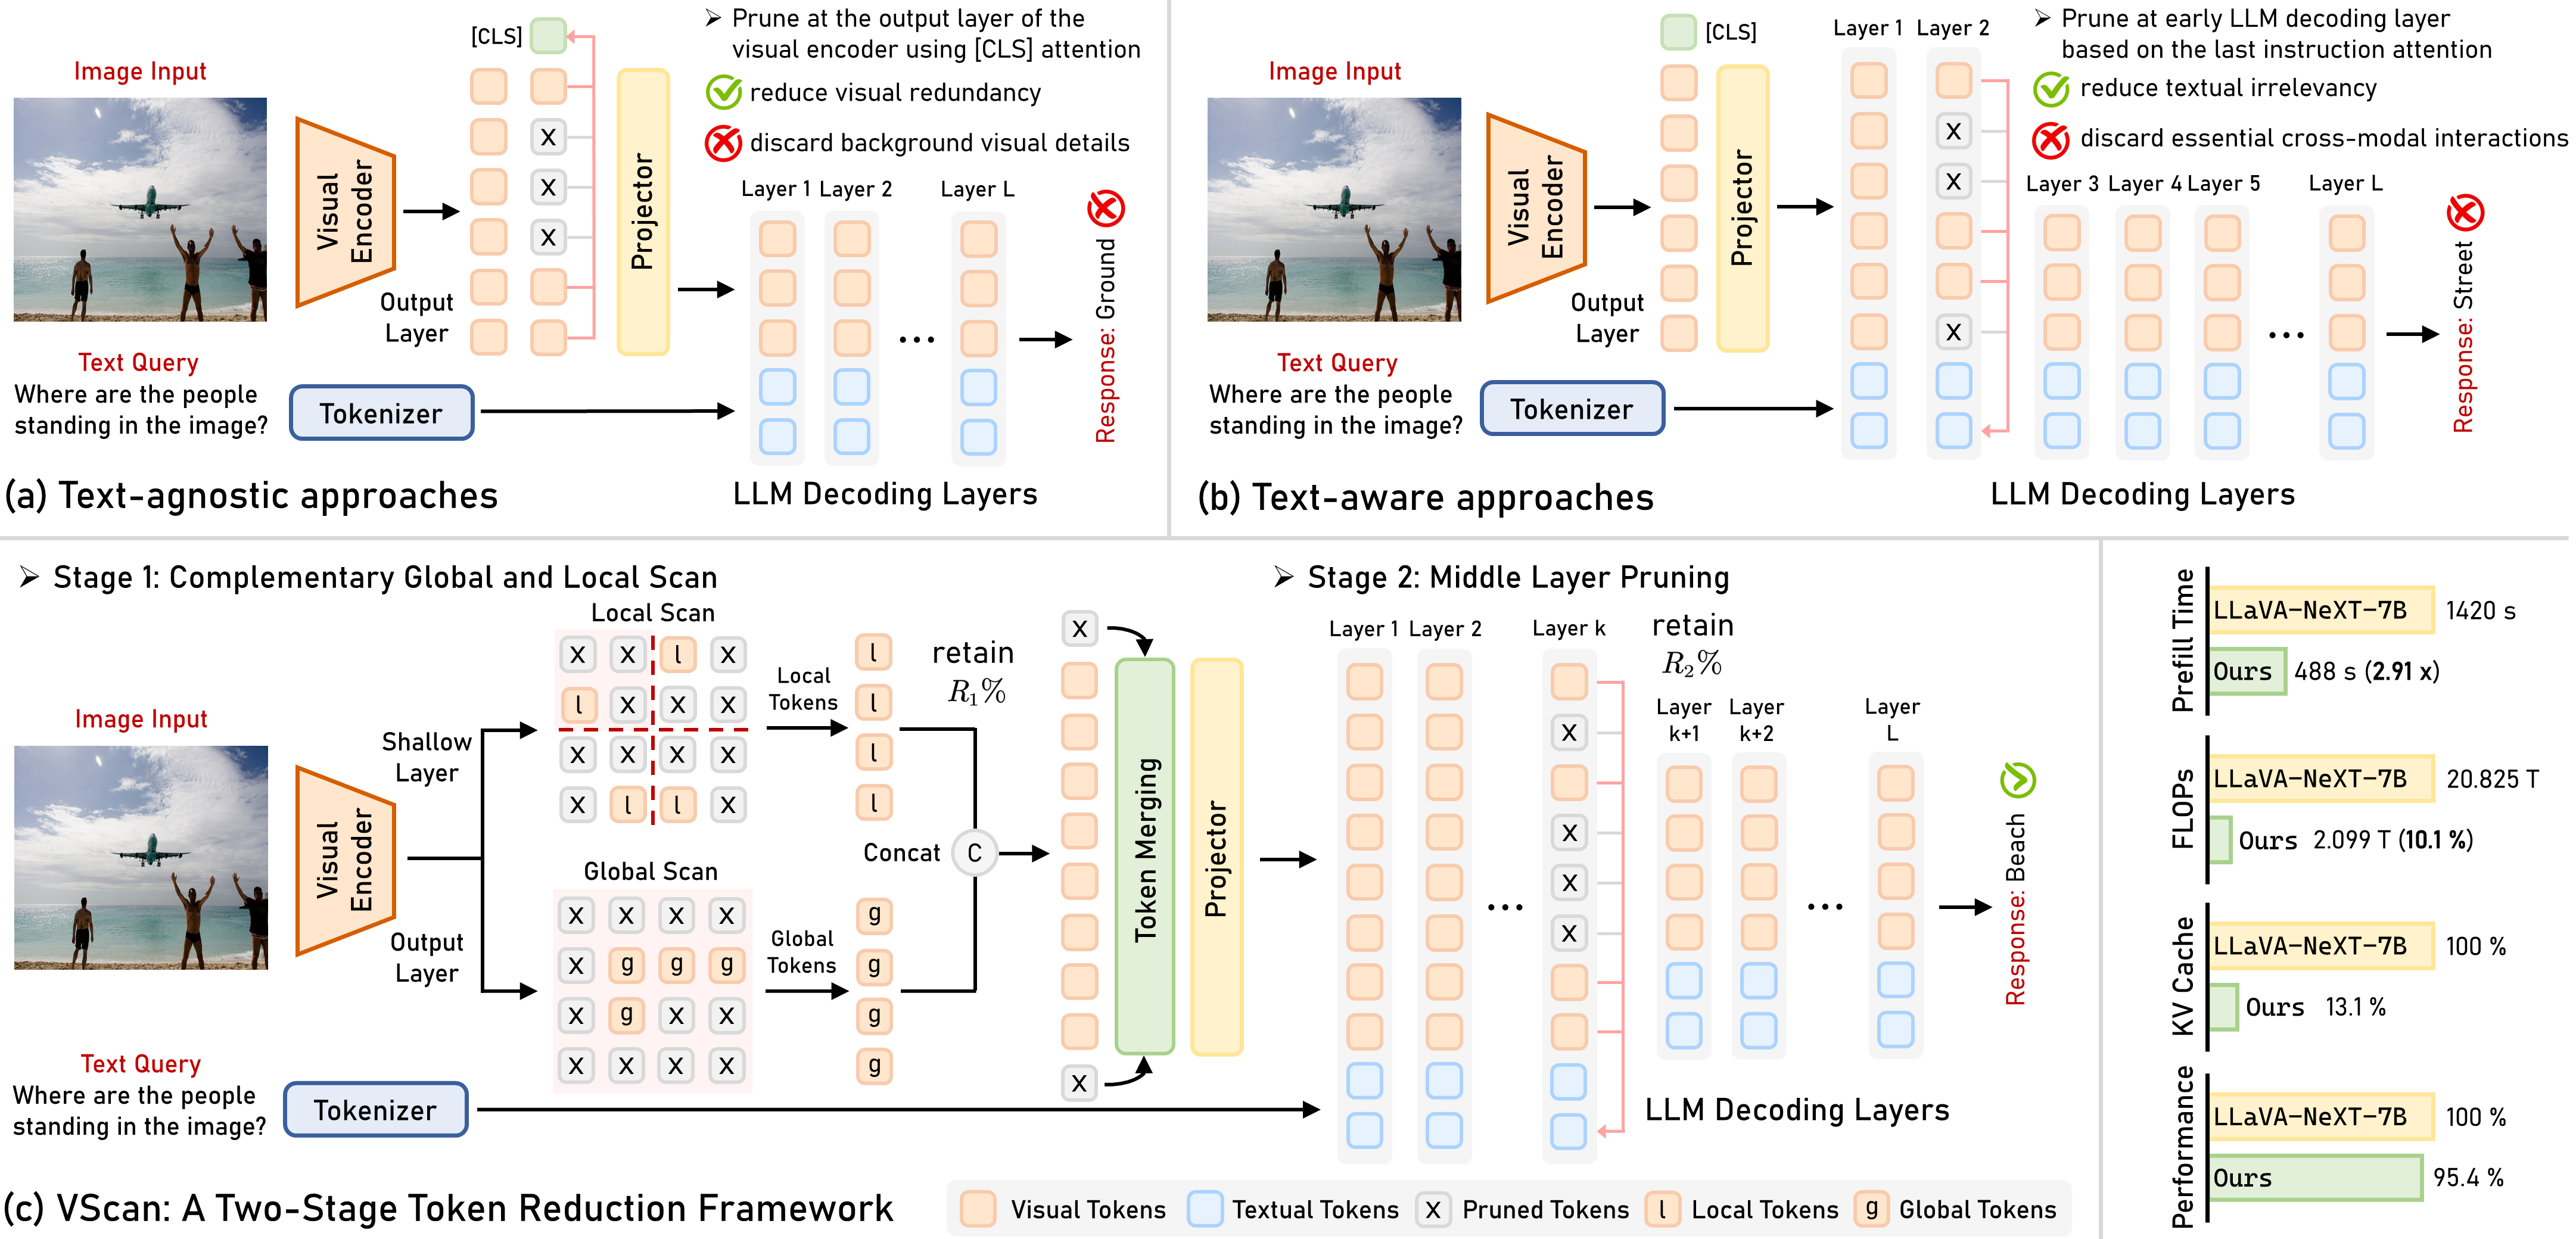 Image Input
Visual Encoder
Output Layer
[CLS]
X
X
X
Projector
➢ Prune at the output layer of the
visual encoder using [CLS] attention
reduce visual redundancy
discard background visual details
Layer 1 Layer 2 Layer L
...
Response: Ground
Text Query
Where are the people
standing in the image?
Tokenizer
(a) Text-agnostic approaches
LLM Decoding Layers
Image Input
Visual Encoder
Output Layer
[CLS]
Projector
Layer 1 Layer 2
X
X
X
➢ Prune at early LLM decoding layer
based on the last instruction attention
reduce textual irrelevancy
discard essential cross-modal interactions
Layer 3 Layer 4 Layer 5 Layer L
...
Response: Street
Text Query
Where are the people
standing in the image?
Tokenizer
(b) Text-aware approaches
LLM Decoding Layers
➢ Stage 1: Complementary Global and Local Scan
Image Input
Visual Encoder
Shallow Layer
Output Layer
Local Scan
X X l X
l X X X
X X X X
X l l X
Local Tokens
l
l
l
l
Global Scan
X X X X
X g g g
X g X X
X X X X
Global Tokens
g
g
g
g
retain
R₁%
Concat C
X
X
Token Merging
Projector
Text Query
Where are the people
standing in the image?
Tokenizer
➢ Stage 2: Middle Layer Pruning
Layer 1 Layer 2 Layer k
...
X
X
X
X
retain
R₂%
Layer k+1
Layer k+2
Layer L
...
Response: Beach
LLM Decoding Layers
(c) VScan: A Two-Stage Token Reduction Framework
Visual Tokens Textual Tokens X Pruned Tokens l Local Tokens g Global Tokens
Prefill Time
LLaVA-NeXT-7B 1420 s
Ours 488 s (2.91 x)
FLOPs
LLaVA-NeXT-7B 20.825 T
Ours 2.099 T (10.1 %)
KV Cache
LLaVA-NeXT-7B 100 %
Ours 13.1 %
Performance
LLaVA-NeXT-7B 100 %
Ours 95.4 %